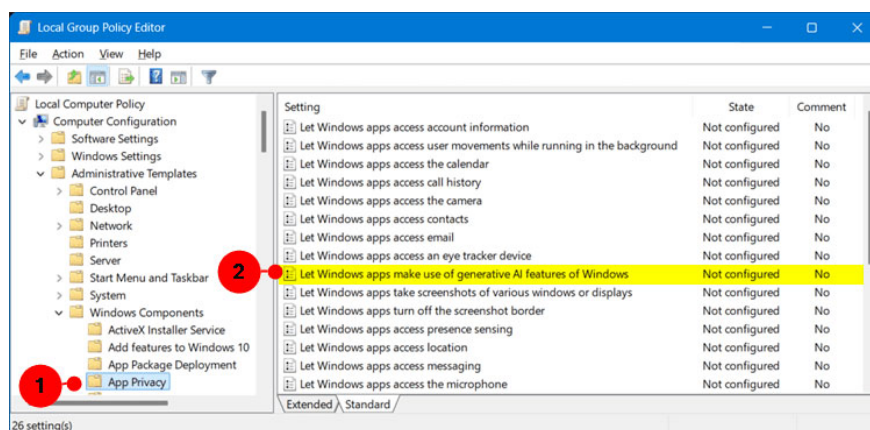 Local Group Policy Editor
File Action View Help
Local Computer Policy
Computer Configuration
Software Settings
Windows Settings
Administrative Templates
Control Panel
Desktop
Network
Printers
Server
Start Menu and Taskbar
System
Windows Components
ActiveX Installer Service
Add features to Windows 10
App Package Deployment
App Privacy
1
2
Setting State Comment
Let Windows apps access account information Not configured No
Let Windows apps access user movements while running in the background Not configured No
Let Windows apps access the calendar Not configured No
Let Windows apps access call history Not configured No
Let Windows apps access the camera Not configured No
Let Windows apps access contacts Not configured No
Let Windows apps access email Not configured No
Let Windows apps access an eye tracker device Not configured No
Let Windows apps make use of generative AI features of Windows Not configured No
Let Windows apps take screenshots of various windows or displays Not configured No
Let Windows apps turn off the screenshot border Not configured No
Let Windows apps access presence sensing Not configured No
Let Windows apps access location Not configured No
Let Windows apps access messaging Not configured No
Let Windows apps access the microphone Not configured No
Extended Standard
26 setting(s)